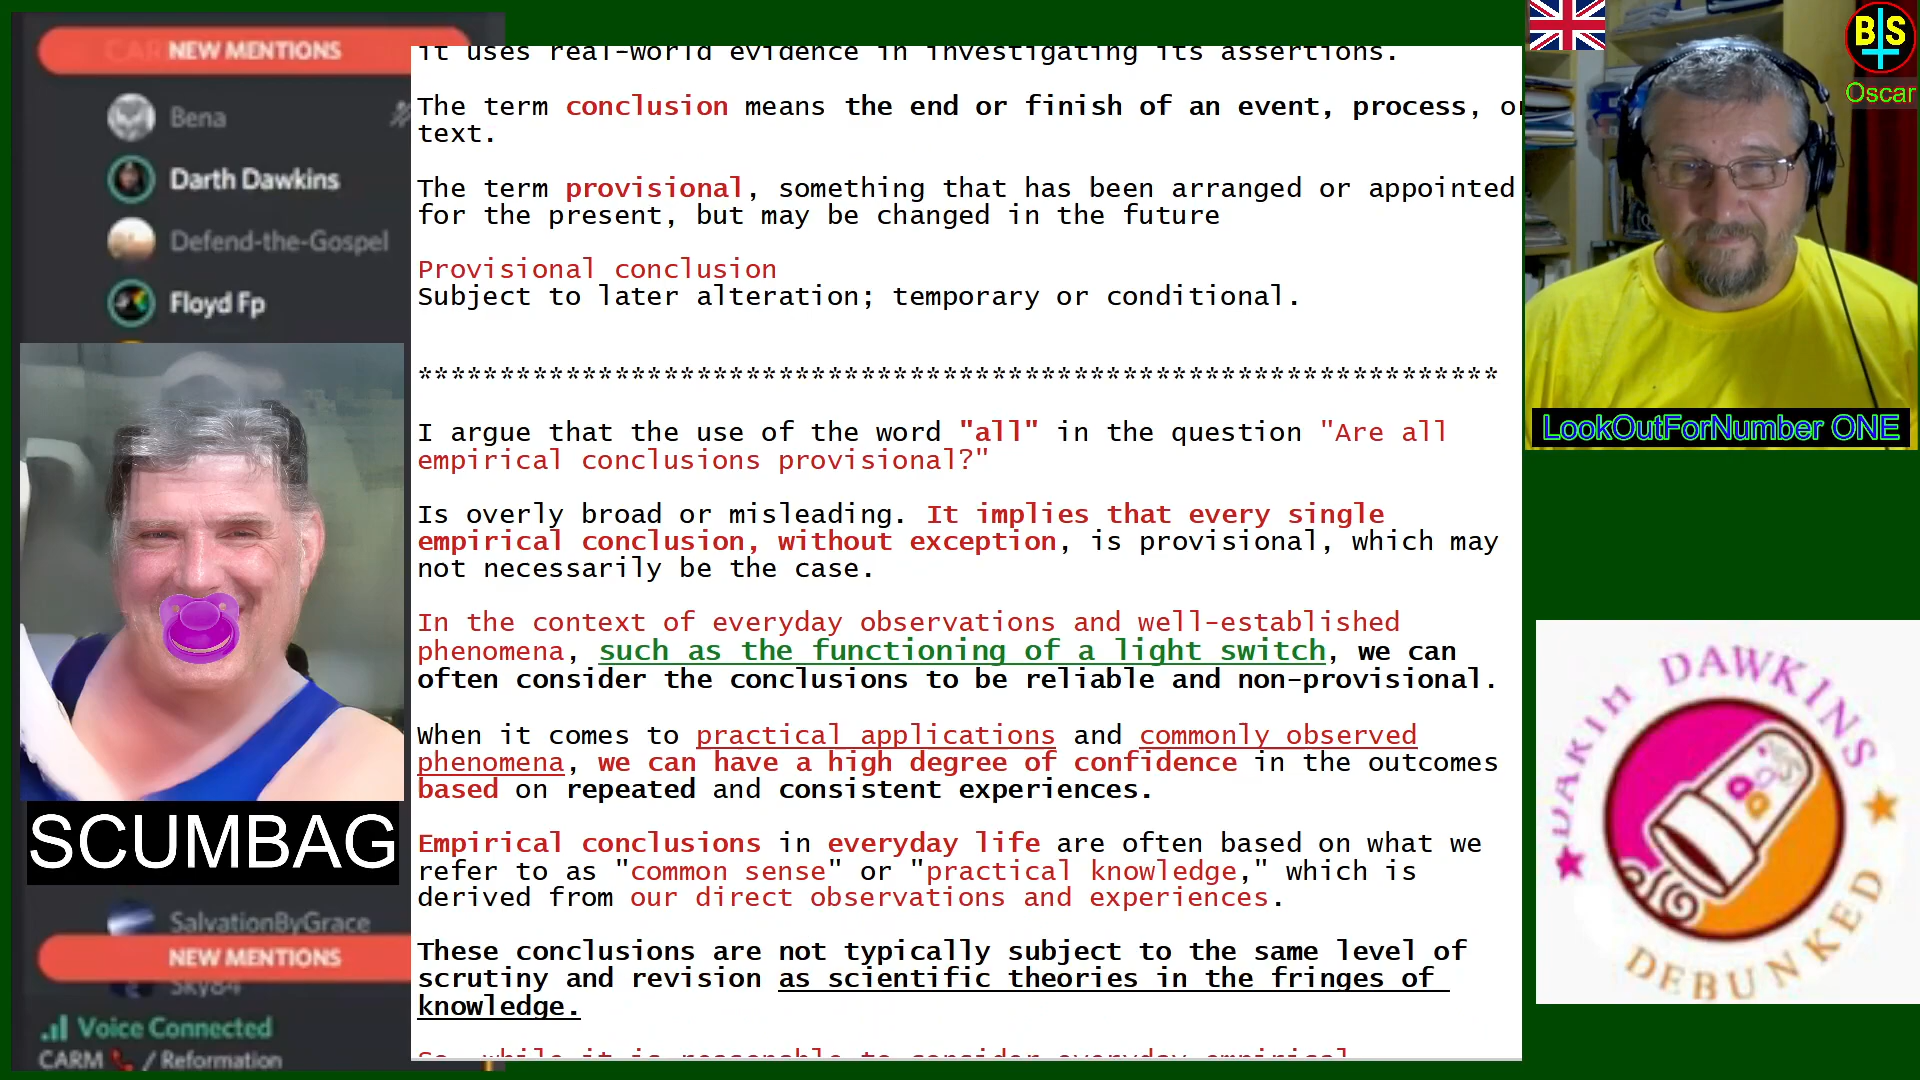 NEW MENTIONS
Bena
Darth Dawkins
Defend-the-Gospel
Floyd Fp
SCUMBAG
SalvationByGrace
NEW MENTIONS
Sky84
Voice Connected
CARM / Reformation
it uses real-world evidence in investigating its assertions.
The term conclusion means the end or finish of an event, process, or
text.
The term provisional, something that has been arranged or appointed
for the present, but may be changed in the future
Provisional conclusion
Subject to later alteration; temporary or conditional.
******************************************************************
I argue that the use of the word "all" in the question "Are all
empirical conclusions provisional?"
Is overly broad or misleading. It implies that every single
empirical conclusion, without exception, is provisional, which may
not necessarily be the case.
In the context of everyday observations and well-established
phenomena, such as the functioning of a light switch, we can
often consider the conclusions to be reliable and non-provisional.
When it comes to practical applications and commonly observed
phenomena, we can have a high degree of confidence in the outcomes
based on repeated and consistent experiences.
Empirical conclusions in everyday life are often based on what we
refer to as "common sense" or "practical knowledge," which is
derived from our direct observations and experiences.
These conclusions are not typically subject to the same level of
scrutiny and revision as scientific theories in the fringes of
knowledge.
So, while it is reasonable to consider everyday empirical
BS
Oscar
LookOutForNumber ONE
DARTH DAWKINS
DEBUNKED